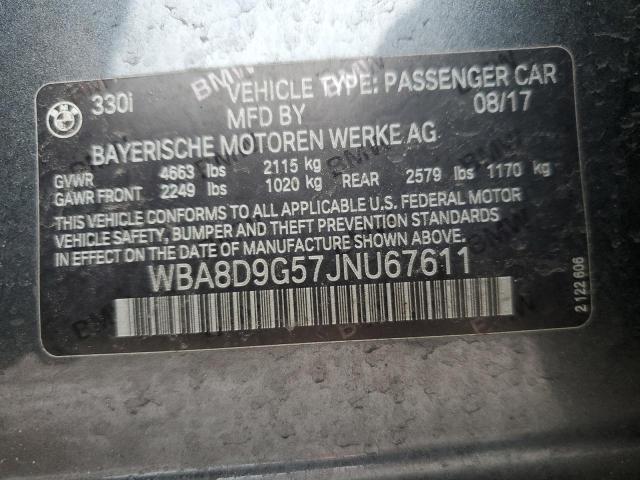 330i VEHICLE TYPE: PASSENGER CAR
MFD BY 08/17
BAYERISCHE MOTOREN WERKE AG
GVWR 4663 lbs 2115 kg
GAWR FRONT 2249 lbs 1020 kg REAR 2579 lbs 1170 kg
THIS VEHICLE CONFORMS TO ALL APPLICABLE U.S. FEDERAL MOTOR
VEHICLE SAFETY, BUMPER AND THEFT PREVENTION STANDARDS
IN EFFECT ON THE DATE OF MANUFACTURE SHOWN ABOVE.
WBA8D9G57JNU67611
2 122 606